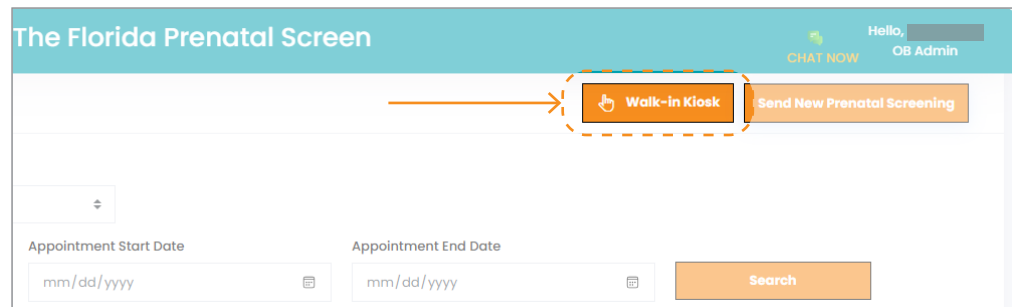 The Florida Prenatal Screen
Hello,
CHAT NOW
OB Admin
Walk-in Kiosk
Send New Prenatal Screening
Appointment Start Date
Appointment End Date
mm/dd/yyyy
mm/dd/yyyy
Search